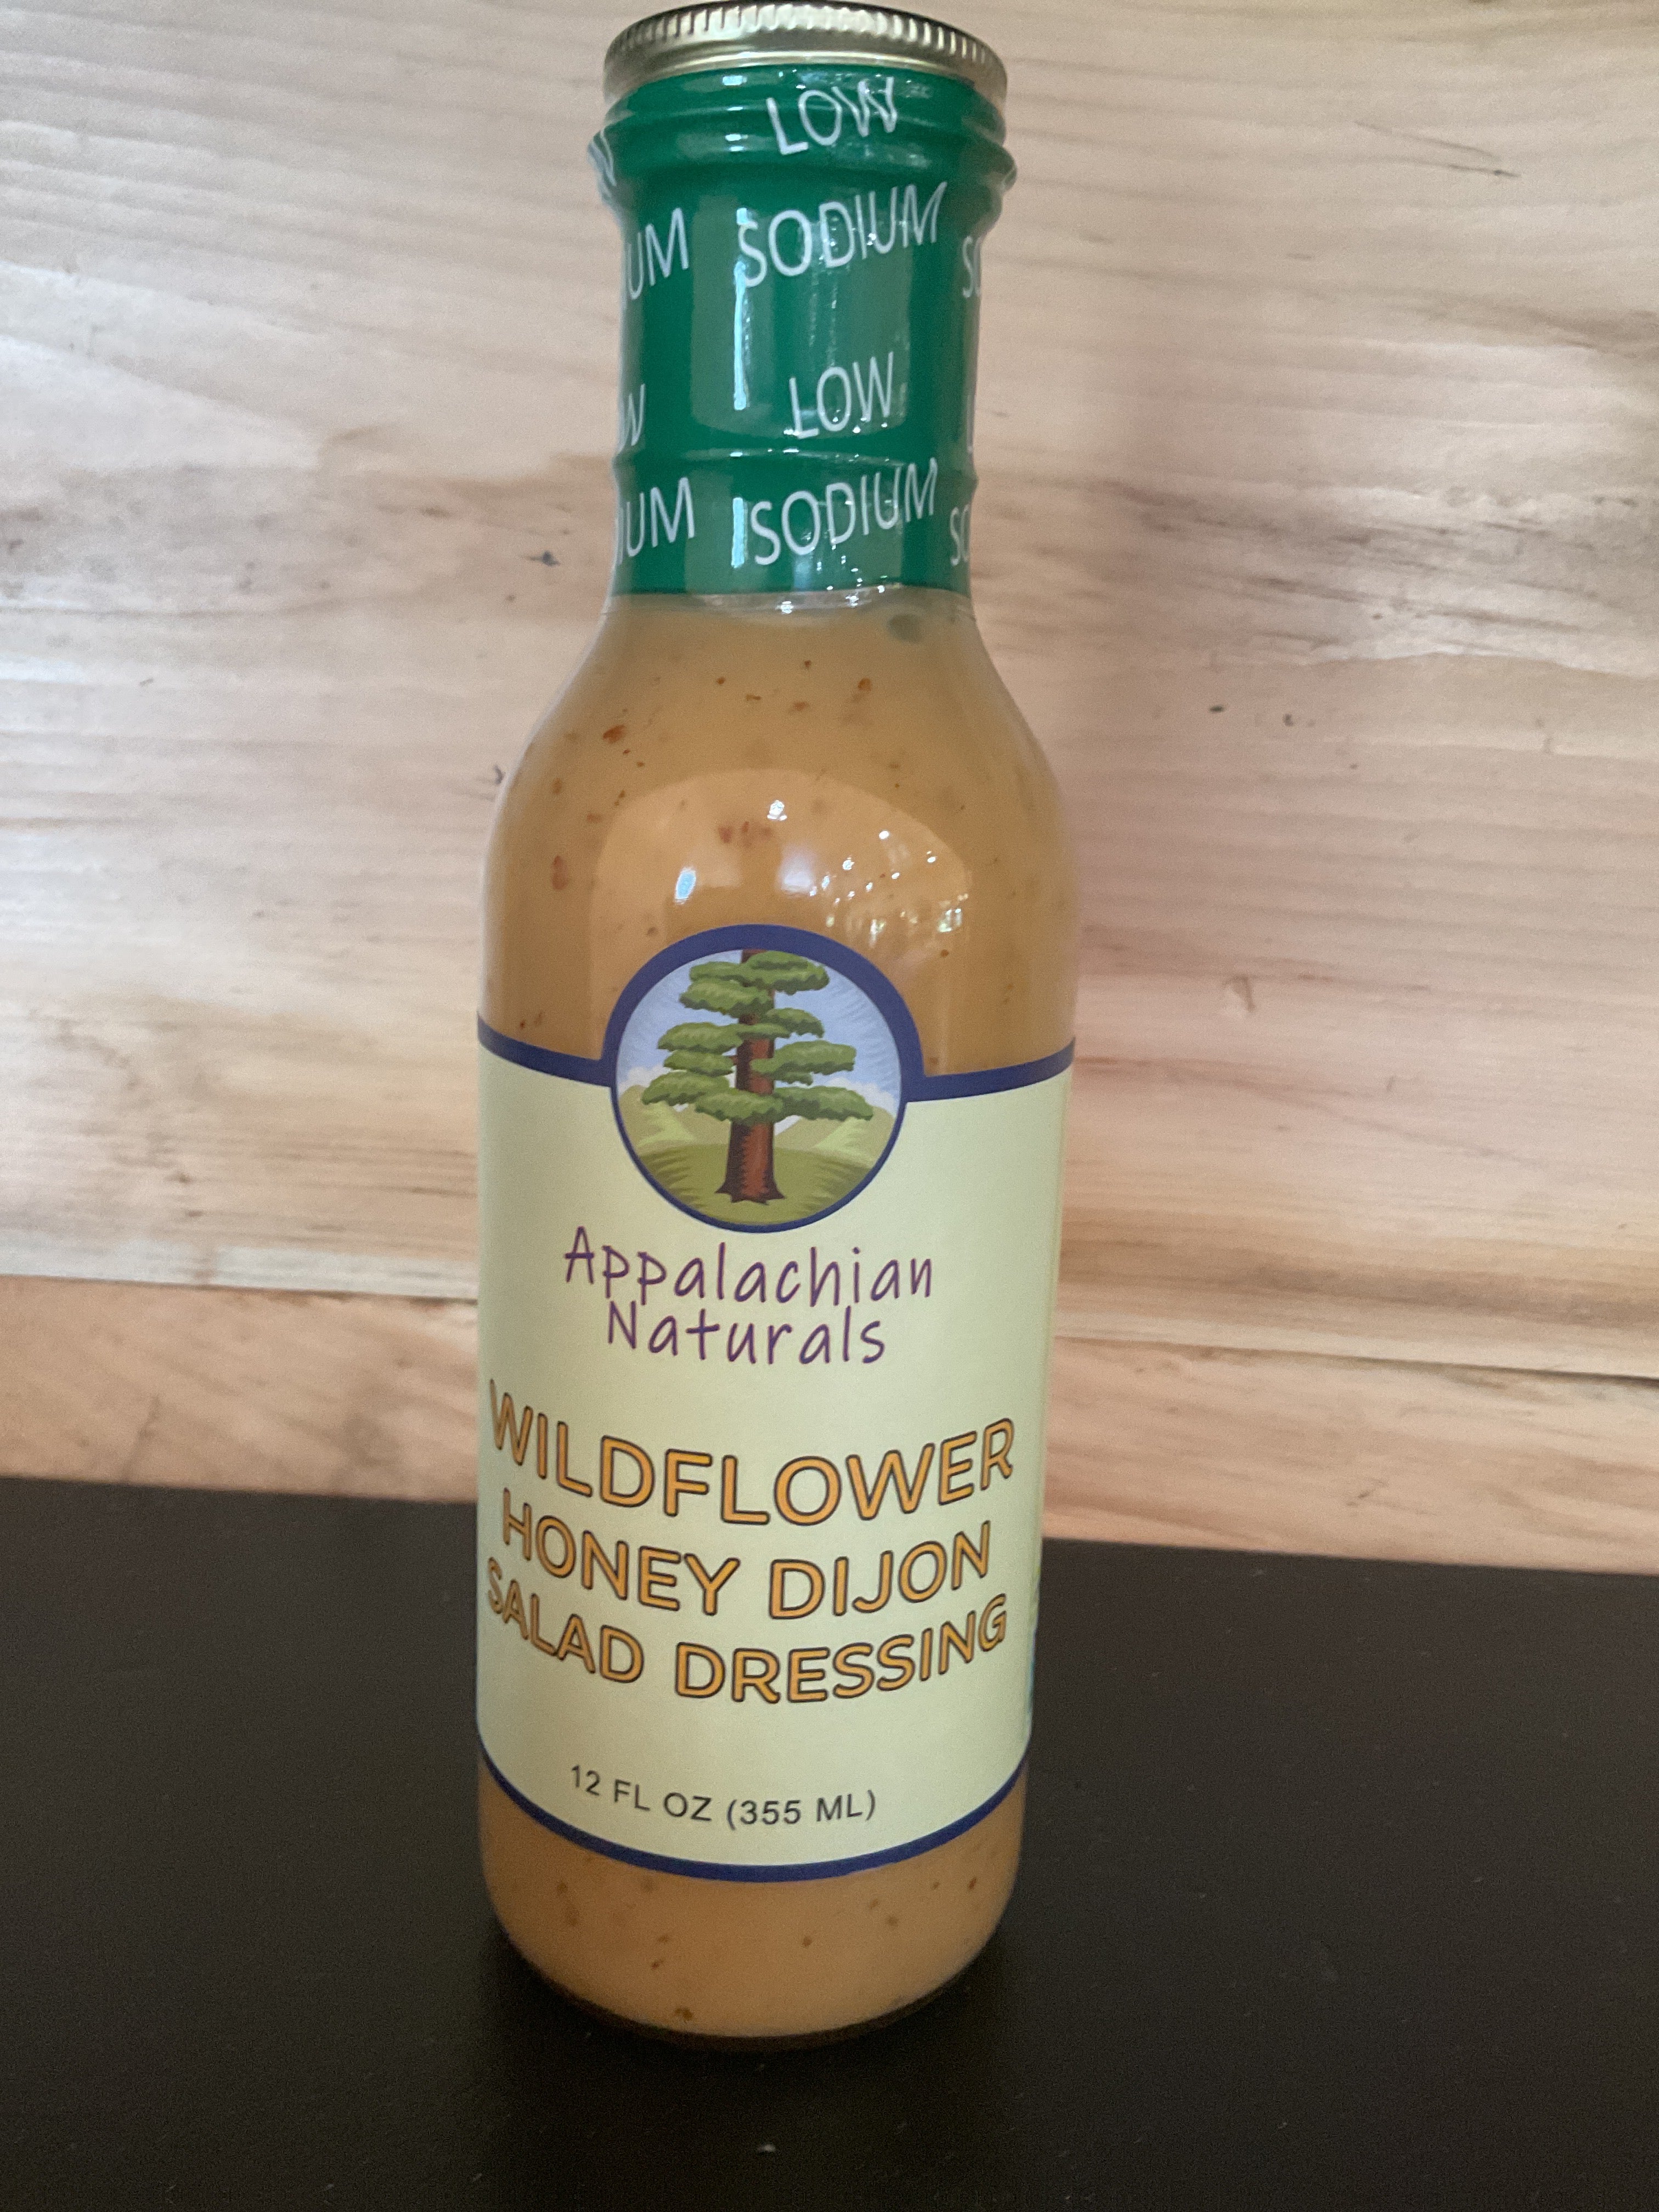 LOW
SODIUM
LOW
SODIUM
Appalachian
Naturals
WILDFLOWER
HONEY DIJON
SALAD DRESSING
12 FL OZ (355 ML)